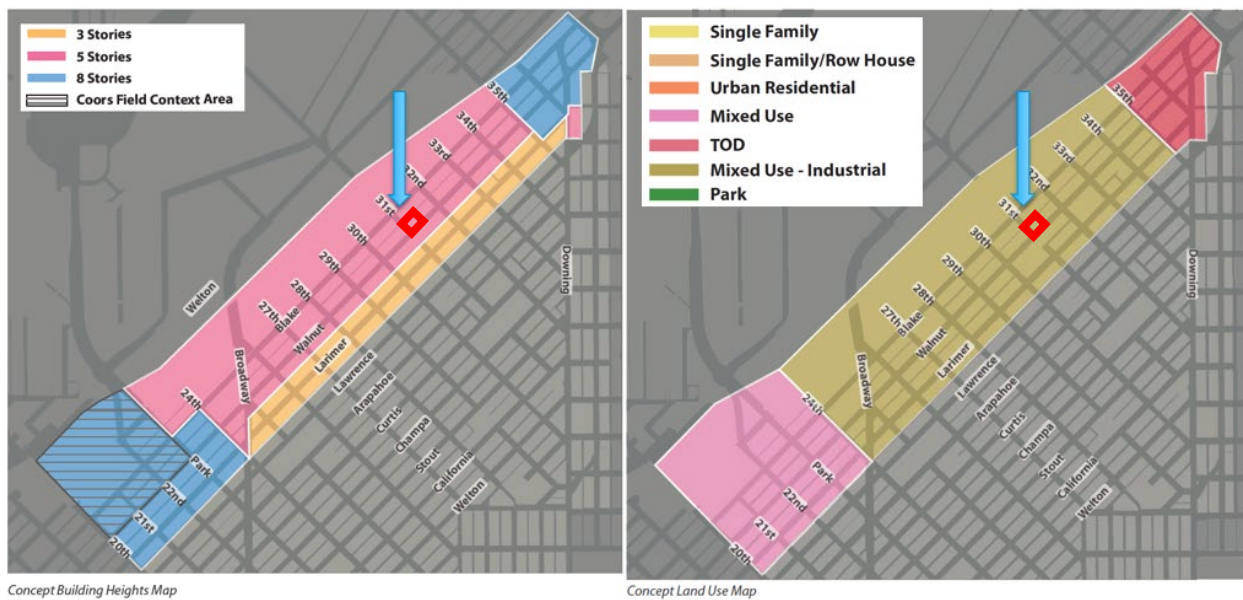 3 Stories
5 Stories
8 Stories
Coors Field Context Area
35th
34th
33rd
22nd
31st
30th
29th
28th
27th
Blake
Walnut
Welton
Broadway
Larimer
Lawrence
Arapahoe
Curtis
Champa
Stout
California
Welton
Downing
24th
Park
22nd
21st
20th
Concept Building Heights Map
Single Family
Single Family/Row House
Urban Residential
Mixed Use
TOD
Mixed Use - Industrial
Park
35th
34th
33rd
22nd
31st
30th
29th
28th
27th
Blake
Walnut
Broadway
Larimer
Lawrence
Arapahoe
Curtis
Champa
Stout
California
Welton
Downing
24th
Park
22nd
21st
20th
Concept Land Use Map